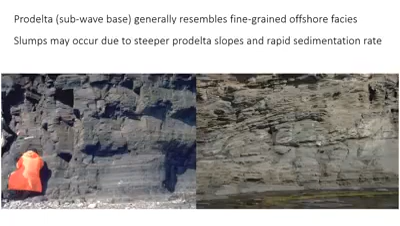 Prodelta (sub-wave base) generally resembles fine-grained offshore facies
Slumps may occur due to steeper prodelta slopes and rapid sedimentation rate